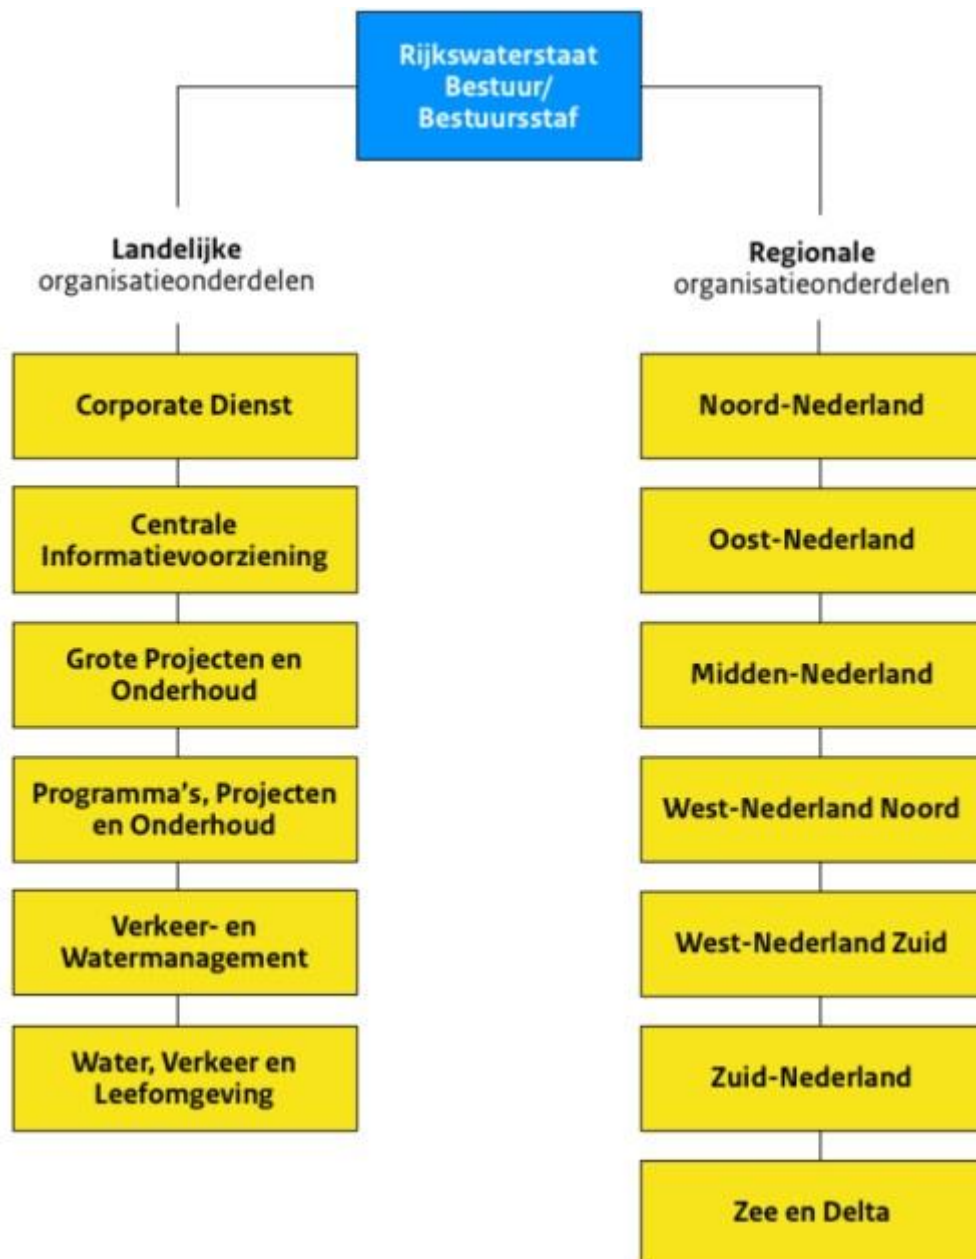 Rijkswaterstaat
Bestuur/
Bestuursstaf
Landelijke
organisatieonderdelen
Corporate Dienst
Centrale
Informatievoorziening
Grote Projecten en
Onderhoud
Programma's, Projecten
en Onderhoud
Verkeer- en
Watermanagement
Water, Verkeer en
Leefomgeving
Regionale
organisatieonderdelen
Noord-Nederland
Oost-Nederland
Midden-Nederland
West-Nederland Noord
West-Nederland Zuid
Zuid-Nederland
Zee en Delta